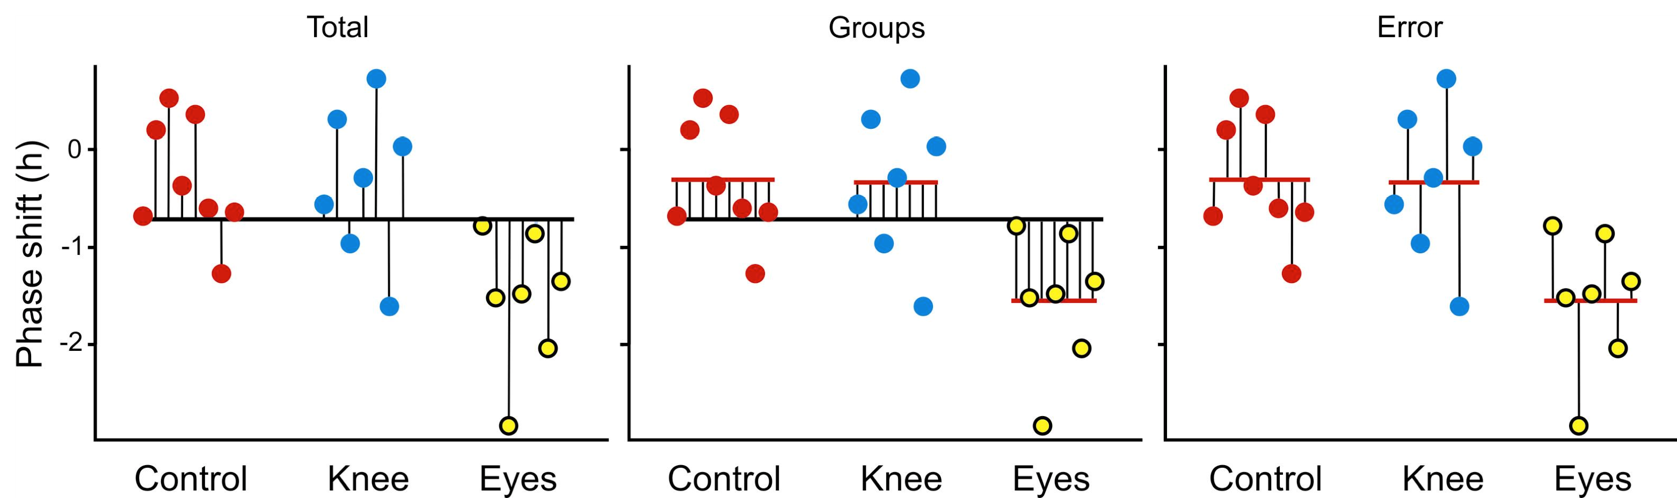 Total Groups Error
Phase shift (h)
0
-1
-2
Control Knee Eyes Control Knee Eyes Control Knee Eyes